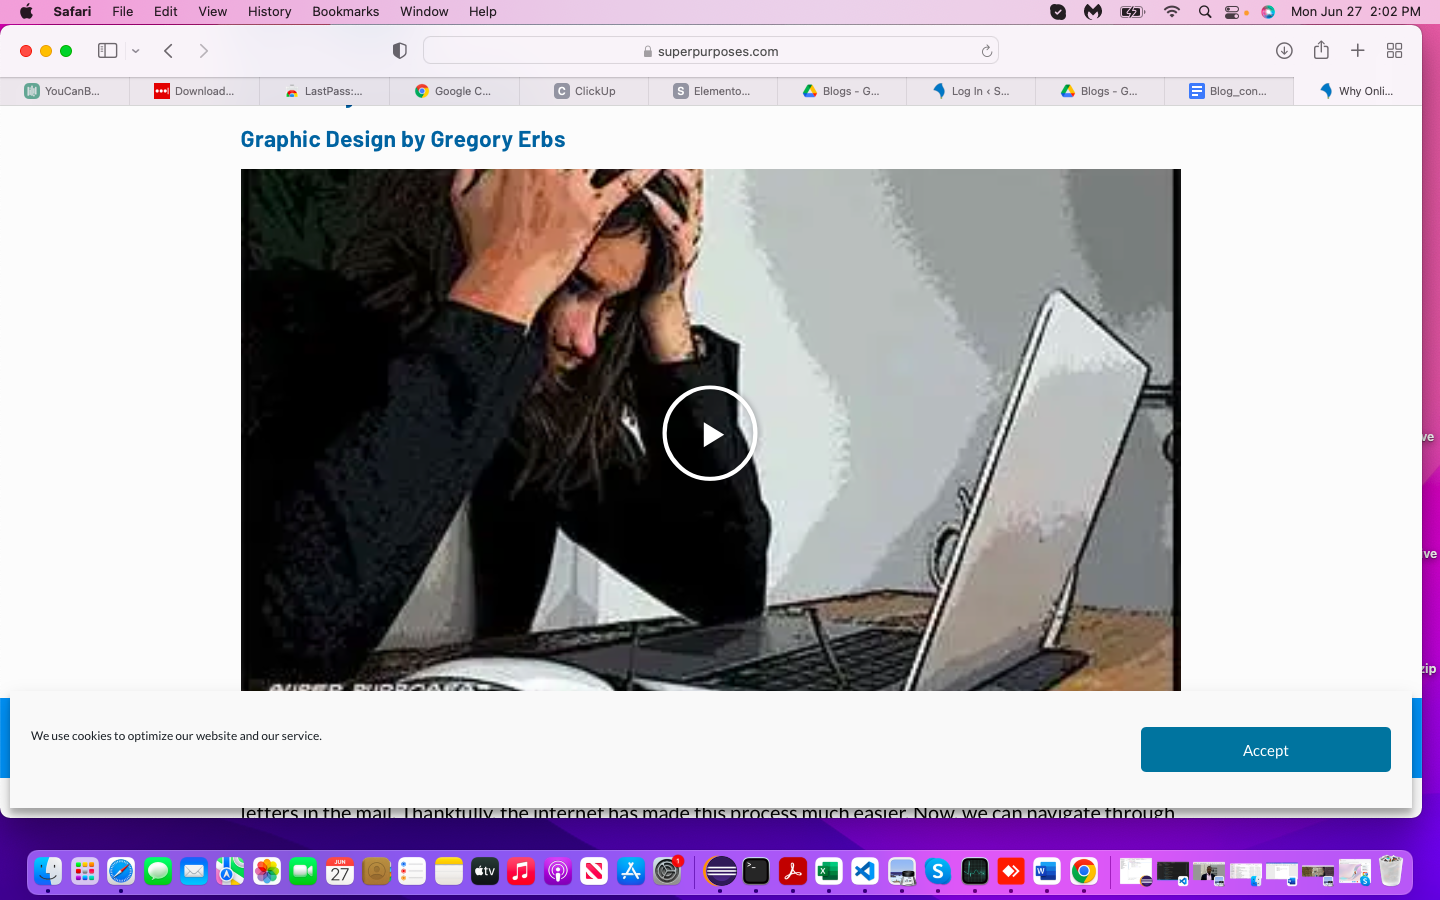 Safari File Edit View History Bookmarks Window Help Mon Jun 27 2:02 PM
superpurposes.com
YouCanB... Download... LastPass:... Google C... ClickUp Elemento... Blogs - G... Log In ‹ S... Blogs - G... Blog_con... Why Onli...
Graphic Design by Gregory Erbs
ve
ve
zip
We use cookies to optimize our website and our service.
Accept
letters in the mail. Thankfully, the internet has made this process much easier. Now, we can navigate through
JUN
27
tv
1